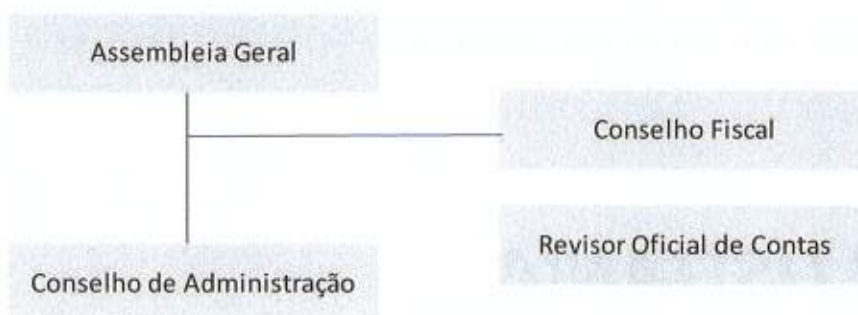 Assembleia Geral
Conselho Fiscal
Revisor Oficial de Contas
Conselho de Administração